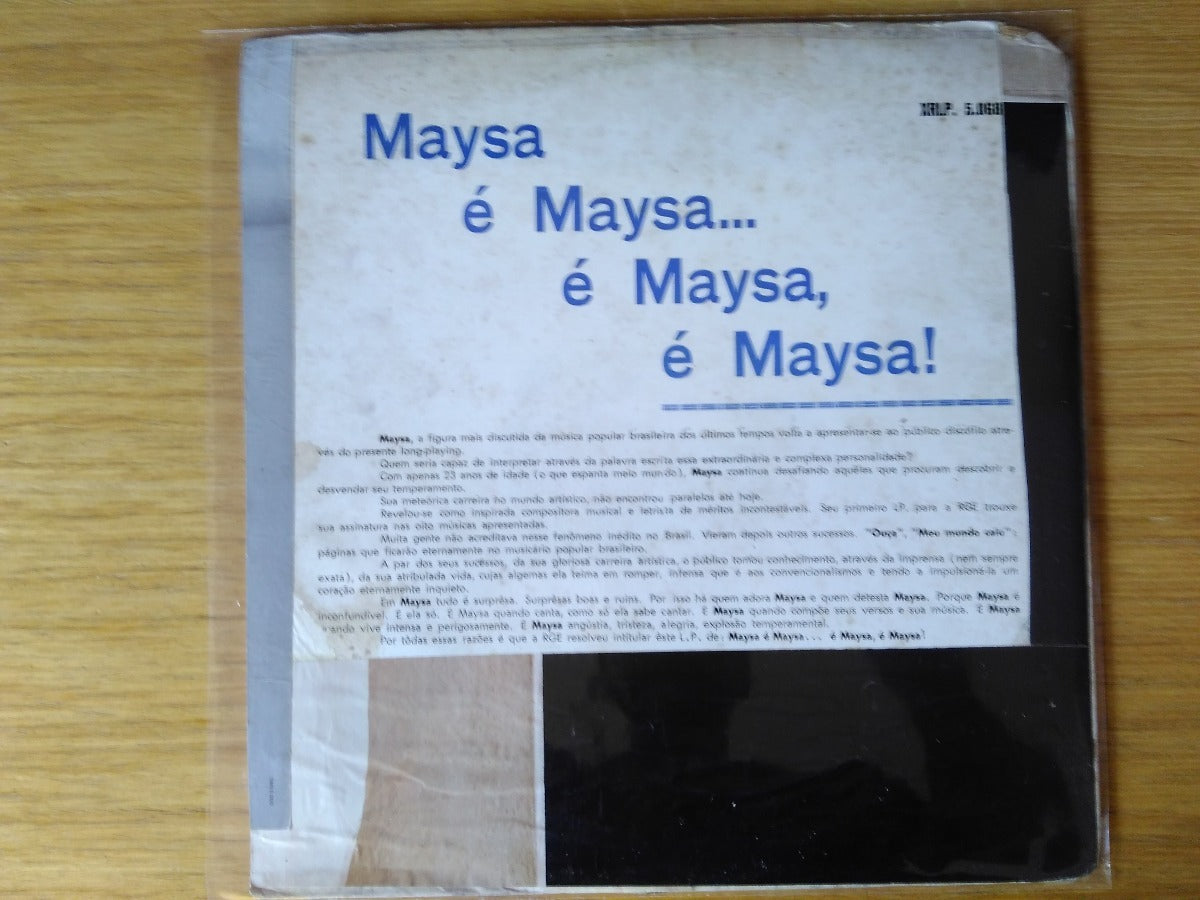 XRLP. 5.068
Maysa
é Maysa...
é Maysa,
é Maysa!
Maysa, a figura mais discutida da música popular brasileira dos últimos tempos volta a apresentar-se ao público discófilo atra-
vés do presente long-playing.
Quem seria capaz de interpretar através da palavra escrita essa extraordinária e complexa personalidade?
Com apenas 23 anos de idade (o que espanta meio mundo), Maysa continua desafiando aquêles que procuram descobrir e
desvendar seu temperamento.
Sua meteórica carreira no mundo artístico, não encontrou paralelos até hoje.
Revelou-se como inspirada compositora musical e letrista de méritos incontestáveis. Seu primeiro LP. para a RGE trouxe
sua assinatura nas oito músicas apresentadas.
Muita gente não acreditava nesse fenômeno inédito no Brasil. Vieram depois outros sucessos. "Ouça", "Meu mundo caiu";
páginas que ficarão eternamente no musicário popular brasileiro.
A par dos seus sucessos, da sua gloriosa carreira artística, o público tomou conhecimento, através da imprensa (nem sempre
exata), da sua atribulada vida, cujas algemas ela teima em romper, infensa que é aos convencionalismos e tendo a impulsioná-la um
coração eternamente inquieto.
Em Maysa tudo é surprêsa. Surprêsas boas e ruins. Por isso há quem adora Maysa e quem detesta Maysa. Porque Maysa é
inconfundível. É ela só. É Maysa quando canta, como só ela sabe cantar. É Maysa quando compõe seus versos e sua música. É Maysa
quando vive intensa e perigosamente. É Maysa angústia, tristeza, alegria, explosão temperamental.
Por tôdas essas razões é que a RGE resolveu intitular êste L.P. de: Maysa é Maysa... é Maysa, é Maysa!